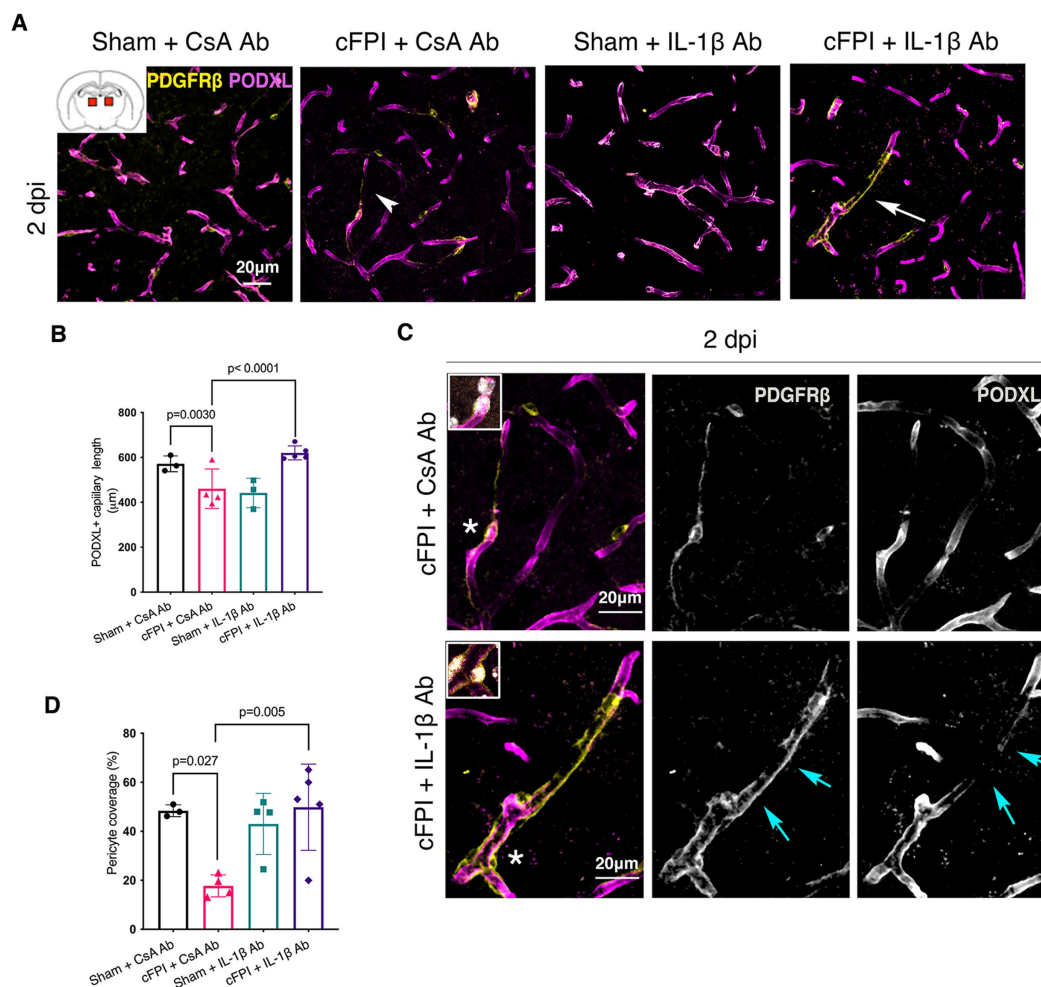 A
Sham + CsA Ab
cFPI + CsA Ab
Sham + IL-1β Ab
cFPI + IL-1β Ab
PDGFRβ PODXL
2 dpi
20µm
B
p< 0.0001
p=0.0030
PODXL+ capillary length
(µm)
800
600
400
200
0
Sham + CsA Ab
cFPI + CsA Ab
Sham + IL-1β Ab
cFPI + IL-1β Ab
C
2 dpi
cFPI + CsA Ab
PDGFRβ
PODXL
*
20µm
cFPI + IL-1β Ab
*
20µm
D
p=0.005
p=0.027
Pericyte coverage (%)
80
60
40
20
0
Sham + CsA Ab
cFPI + CsA Ab
Sham + IL-1β Ab
cFPI + IL-1β Ab